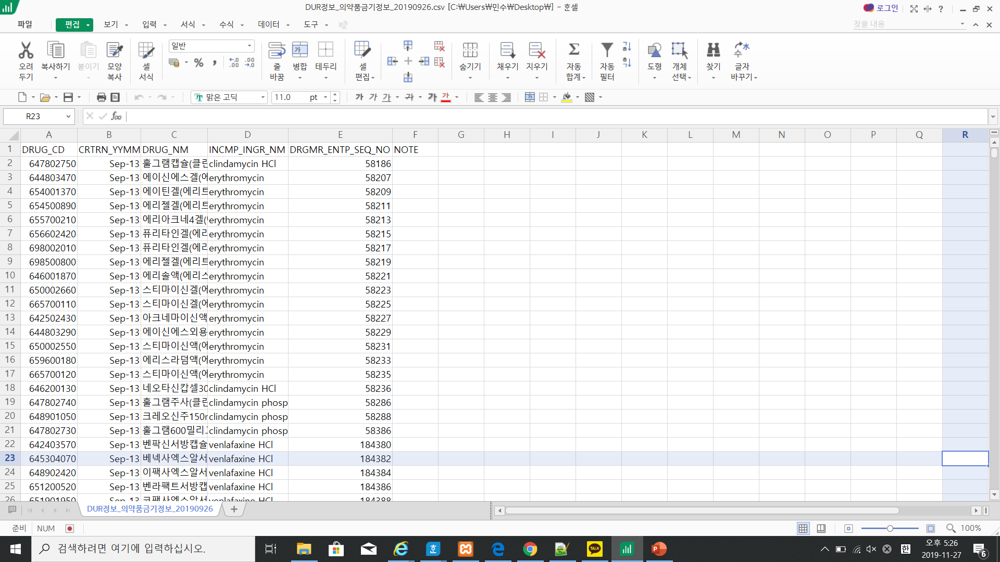 DUR정보_의약품금기정보_20190926.csv [C:₩Users₩민수₩Desktop₩] - 훈셀
로그인
파일 편집 보기 입력 서식 수식 데이터 도구
찾을 내용
오려 두기 복사하기 붙이기 모양 복사 셀 서식 일반 줄 바꿈 병합 테두리 셀 편집 숨기기 채우기 지우기 자동 합계 자동 필터 도형 개체 선택 찾기 글자 바꾸기
맑은 고딕 11.0 pt
R23
A B C D E F G H I J K L M N O P Q R
1 DRUG_CD CRTRN_YYMM DRUG_NM INCMP_INGR_NM DRGMR_ENTP_SEQ_NO NOTE
2 647802750 Sep-13 훌그램캡슐(클린 clindamycin HCl 58186
3 644803470 Sep-13 에이신에스겔(에 erythromycin 58207
4 654001370 Sep-13 에이틴겔(에리트 erythromycin 58209
5 654500890 Sep-13 에리젤겔(에리트 erythromycin 58211
6 655700210 Sep-13 에리아크네4겔( erythromycin 58213
7 656602420 Sep-13 퓨리타인겔(에리 erythromycin 58215
8 698002010 Sep-13 퓨리타인겔(에리 erythromycin 58217
9 698500800 Sep-13 에리젤겔(에리트 erythromycin 58219
10 646001870 Sep-13 에리솔액(에리스 erythromycin 58221
11 650002660 Sep-13 스티마이신겔(에 erythromycin 58223
12 665700110 Sep-13 스티마이신겔(에 erythromycin 58225
13 642502430 Sep-13 아크네마이신액 erythromycin 58227
14 644803290 Sep-13 에이신에스외용 erythromycin 58229
15 650002550 Sep-13 스티마이신액(에 erythromycin 58231
16 659600180 Sep-13 에리스라덤액(에 erythromycin 58233
17 665700120 Sep-13 스티마이신액(에 erythromycin 58235
18 646200130 Sep-13 네오타신캅셀30 clindamycin HCl 58236
19 647802740 Sep-13 훌그램주사(클린 clindamycin phosp 58286
20 648901050 Sep-13 크레오신주150 clindamycin phosp 58288
21 647802730 Sep-13 훌그램600밀리 clindamycin phosp 58386
22 642403570 Sep-13 벤팍신서방캡슐 venlafaxine HCl 184380
23 645304070 Sep-13 베넥사엑스알서 venlafaxine HCl 184382
24 648902420 Sep-13 이팩사엑스알서 venlafaxine HCl 184384
25 651200520 Sep-13 벤라팩트서방캡 venlafaxine HCl 184386
26 651901950 Sep-13 venlafaxine HCl 184388
DUR정보_의약품금기정보_20190926
준비 NUM 100%
검색하려면 여기에 입력하십시오.
호 TALK P 한 오후 5:26
2019-11-27 6